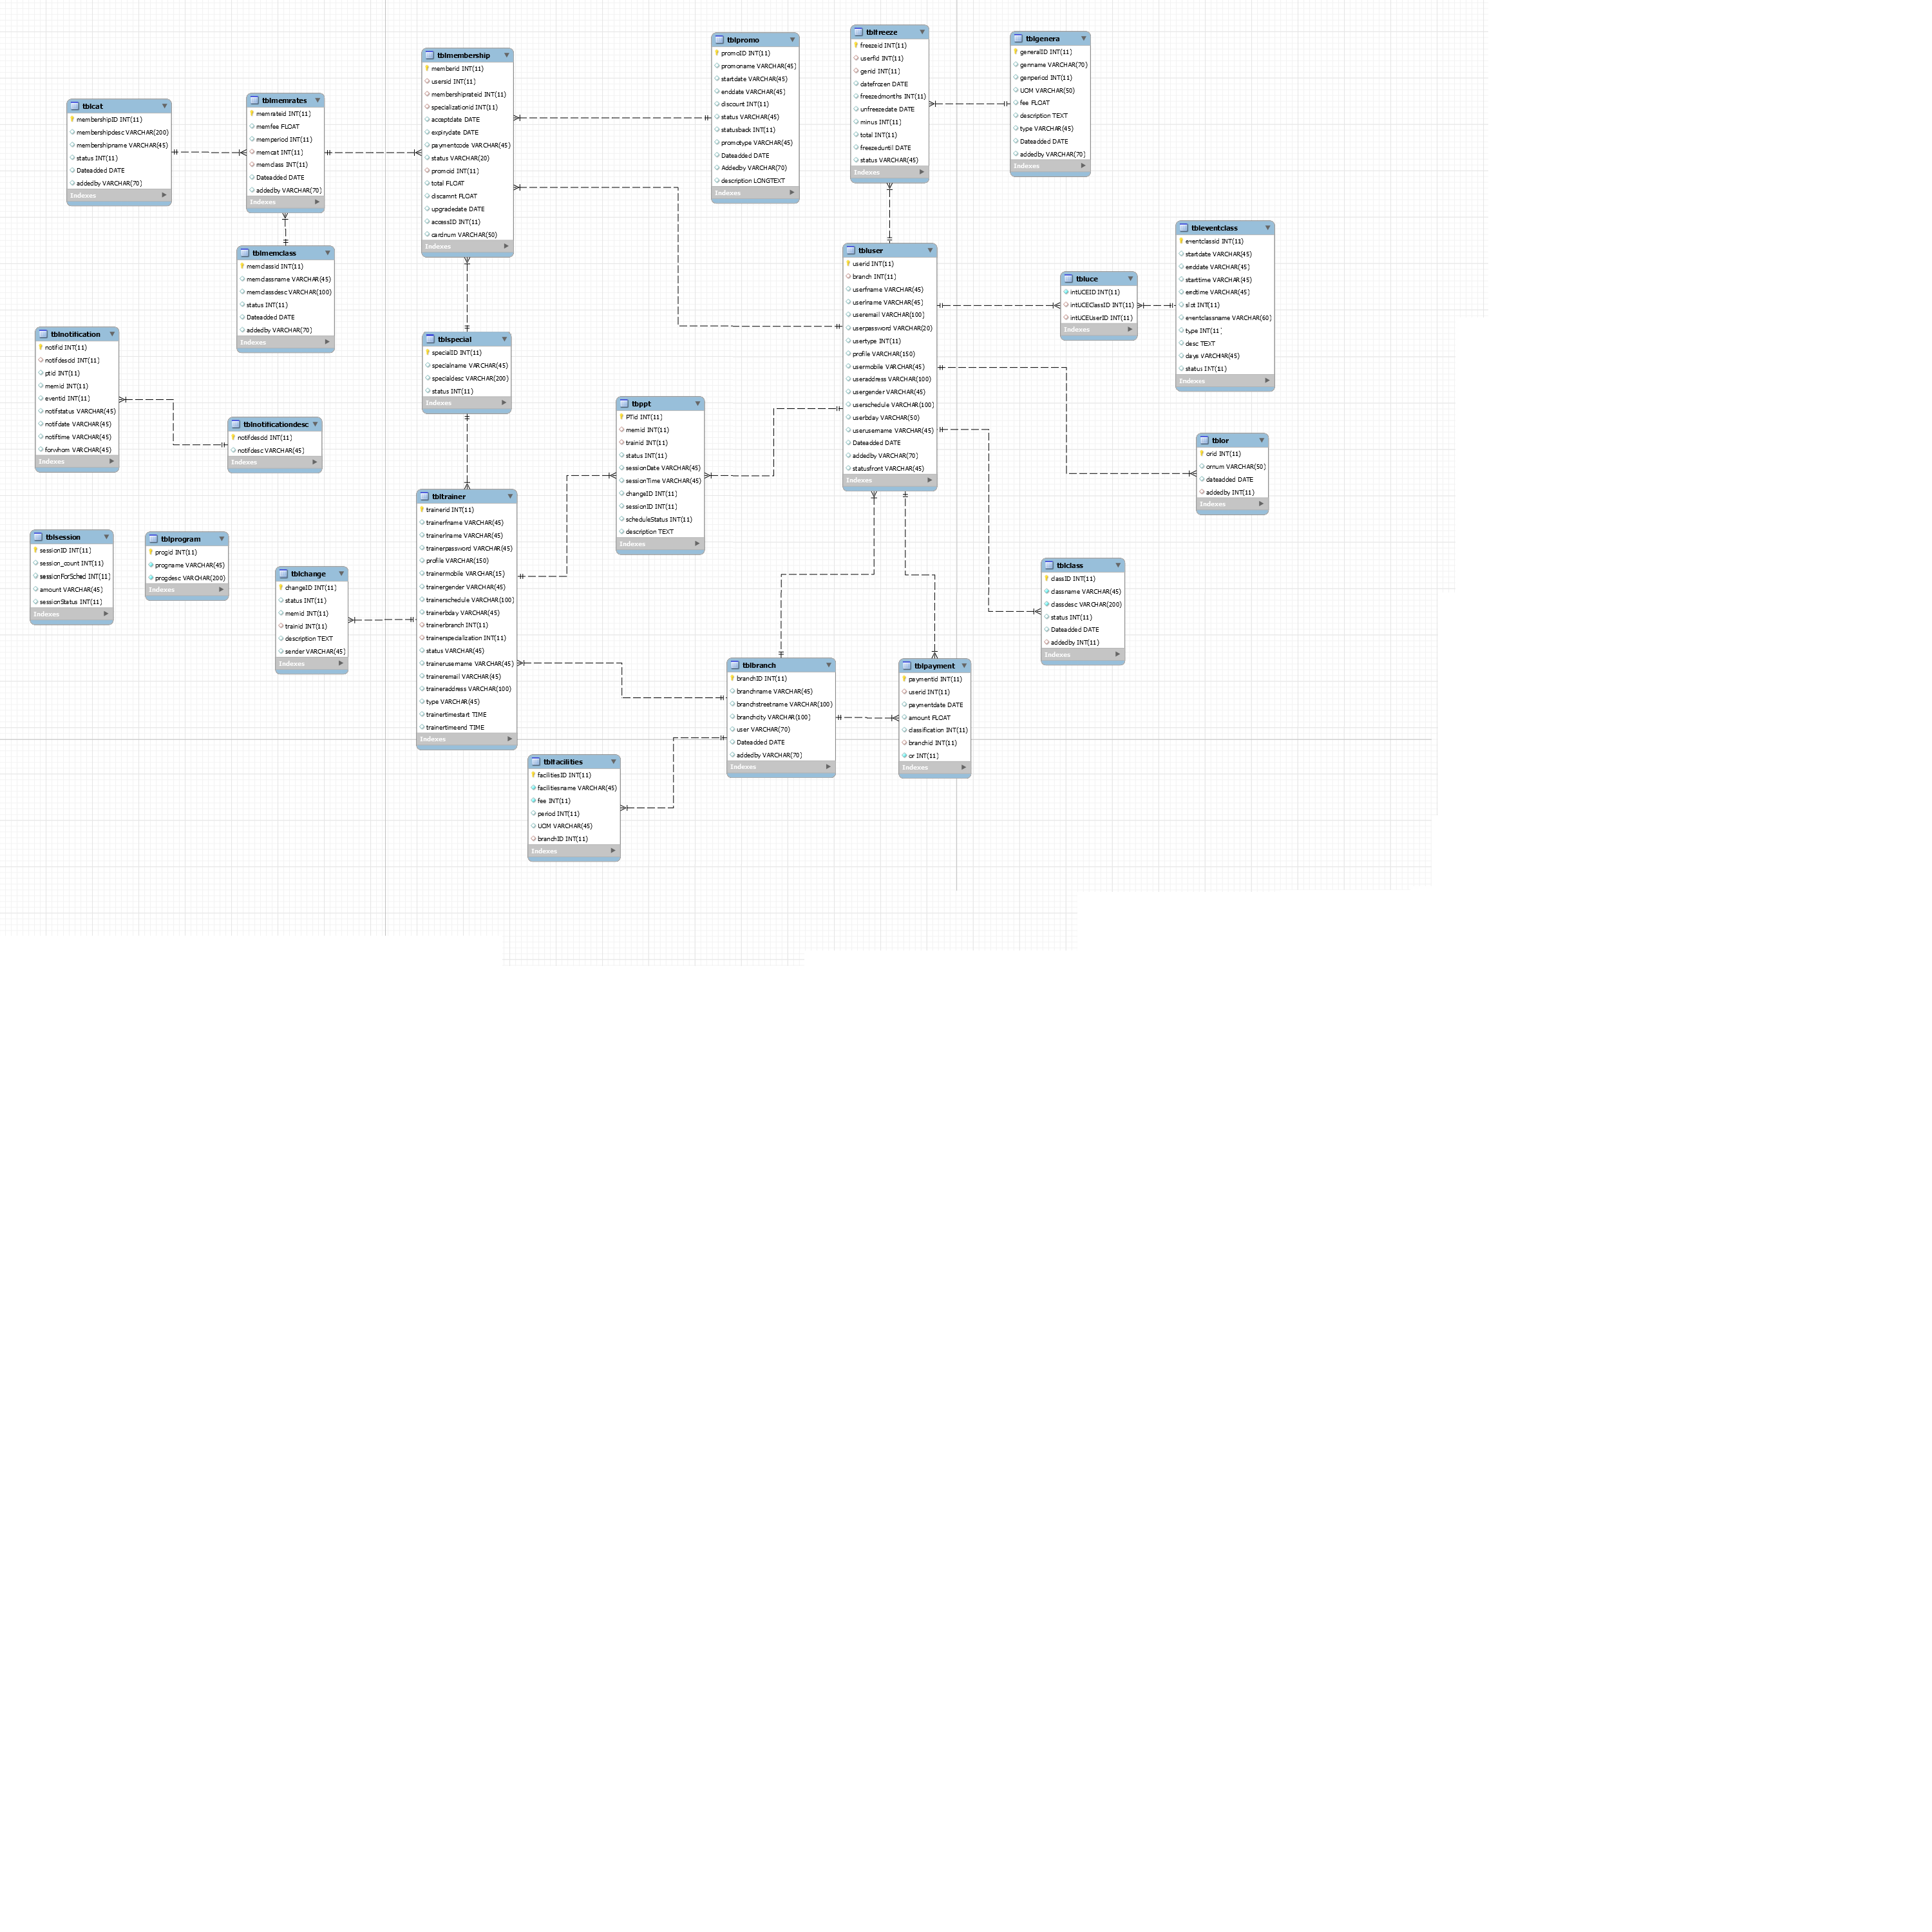 tblcat
membershipID INT(11)
membershipdesc VARCHAR(200)
membershipname VARCHAR(45)
status INT(11)
Dateadded DATE
addedby VARCHAR(70)
Indexes
tblmemrates
memrateid INT(11)
memfee FLOAT
memperiod INT(11)
memcat INT(11)
memclass INT(11)
Dateadded DATE
addedby VARCHAR(70)
Indexes
tblmembership
memberid INT(11)
usersid INT(11)
membershiprateid INT(11)
specializationid INT(11)
acceptdate DATE
expirydate DATE
paymentcode VARCHAR(45)
status VARCHAR(20)
promoid INT(11)
total FLOAT
discamnt FLOAT
upgradedate DATE
accessID INT(11)
cardnum VARCHAR(50)
Indexes
tblpromo
promoID INT(11)
promoname VARCHAR(45)
startdate VARCHAR(45)
enddate VARCHAR(45)
discount INT(11)
status VARCHAR(45)
statusback INT(11)
promotype VARCHAR(45)
Dateadded DATE
Addedby VARCHAR(70)
description LONGTEXT
Indexes
tblfreeze
freezeid INT(11)
userfid INT(11)
genid INT(11)
datefrozen DATE
freezedmonths INT(11)
unfreezedate DATE
minus INT(11)
total INT(11)
freezeduntil DATE
status VARCHAR(45)
Indexes
tblgenera
generalID INT(11)
genname VARCHAR(70)
genperiod INT(11)
UOM VARCHAR(50)
fee FLOAT
description TEXT
type VARCHAR(45)
Dateadded DATE
addedby VARCHAR(70)
Indexes
tblmemclass
memclassid INT(11)
memclassname VARCHAR(45)
memclassdesc VARCHAR(100)
status INT(11)
Dateadded DATE
addedby VARCHAR(70)
Indexes
tbluser
userid INT(11)
branch INT(11)
userfname VARCHAR(45)
userlname VARCHAR(45)
useremail VARCHAR(100)
userpassword VARCHAR(20)
usertype INT(11)
profile VARCHAR(150)
usermobile VARCHAR(45)
useraddress VARCHAR(100)
usergender VARCHAR(45)
userschedule VARCHAR(100)
userbday VARCHAR(50)
userusername VARCHAR(45)
Dateadded DATE
addedby VARCHAR(70)
statusfront VARCHAR(45)
Indexes
tbluce
intUCEID INT(11)
intUCEClassID INT(11)
intUCEUserID INT(11)
Indexes
tbleventclass
eventclassid INT(11)
startdate VARCHAR(45)
enddate VARCHAR(45)
starttime VARCHAR(45)
endtime VARCHAR(45)
slot INT(11)
eventclassname VARCHAR(60)
type INT(11)
desc TEXT
days VARCHAR(45)
status INT(11)
Indexes
tblnotification
notifid INT(11)
notifdescid INT(11)
ptid INT(11)
memid INT(11)
eventid INT(11)
notifstatus VARCHAR(45)
notifdate VARCHAR(45)
notiftime VARCHAR(45)
forwhom VARCHAR(45)
Indexes
tblnotificationdesc
notifdescid INT(11)
notifdesc VARCHAR(45)
Indexes
tblspecial
specialID INT(11)
specialname VARCHAR(45)
specialdesc VARCHAR(200)
status INT(11)
Indexes
tbppt
PTid INT(11)
memid INT(11)
trainid INT(11)
status INT(11)
sessionDate VARCHAR(45)
sessionTime VARCHAR(45)
changeID INT(11)
sessionID INT(11)
scheduleStatus INT(11)
description TEXT
Indexes
tblor
orid INT(11)
ornum VARCHAR(50)
dateadded DATE
addedby INT(11)
Indexes
tblsession
sessionID INT(11)
session_count INT(11)
sessionForSched INT(11)
amount VARCHAR(45)
sessionStatus INT(11)
Indexes
tblprogram
progid INT(11)
progname VARCHAR(45)
progdesc VARCHAR(200)
Indexes
tblchange
changeID INT(11)
status INT(11)
memid INT(11)
trainid INT(11)
description TEXT
sender VARCHAR(45)
Indexes
tbltrainer
trainerid INT(11)
trainerfname VARCHAR(45)
trainerlname VARCHAR(45)
trainerpassword VARCHAR(45)
profile VARCHAR(150)
trainermobile VARCHAR(15)
trainergender VARCHAR(45)
trainerschedule VARCHAR(100)
trainerbday VARCHAR(45)
trainerbranch INT(11)
trainerspecialization INT(11)
status VARCHAR(45)
trainerusername VARCHAR(45)
traineremail VARCHAR(45)
traineraddress VARCHAR(100)
type VARCHAR(45)
trainertimestart TIME
trainertimeend TIME
Indexes
tblclass
classID INT(11)
classname VARCHAR(45)
classdesc VARCHAR(200)
status INT(11)
Dateadded DATE
addedby INT(11)
Indexes
tblbranch
branchID INT(11)
branchname VARCHAR(45)
branchstreetname VARCHAR(100)
branchcity VARCHAR(100)
user VARCHAR(70)
Dateadded DATE
addedby VARCHAR(70)
Indexes
tblpayment
paymentid INT(11)
userid INT(11)
paymentdate DATE
amount FLOAT
classification INT(11)
branchid INT(11)
or INT(11)
Indexes
tblfacilities
facilitiesID INT(11)
facilitiesname VARCHAR(45)
fee INT(11)
period INT(11)
UOM VARCHAR(45)
branchID INT(11)
Indexes